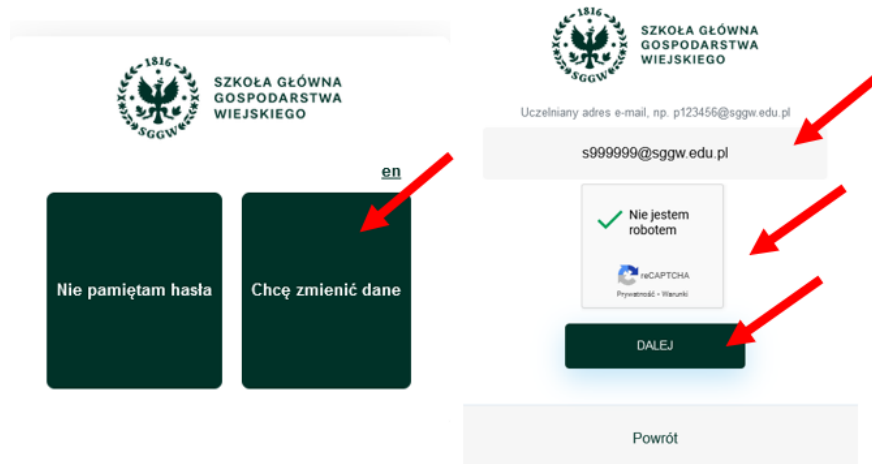 1816
SGGW
SZKOŁA GŁÓWNA
GOSPODARSTWA
WIEJSKIEGO
en
Nie pamiętam hasła
Chcę zmienić dane
1816
SGGW
SZKOŁA GŁÓWNA
GOSPODARSTWA
WIEJSKIEGO
Uczelniany adres e-mail, np. p123456@sggw.edu.pl
s999999@sggw.edu.pl
Nie jestem
robotem
reCAPTCHA
Prywatność - Warunki
DALEJ
Powrót